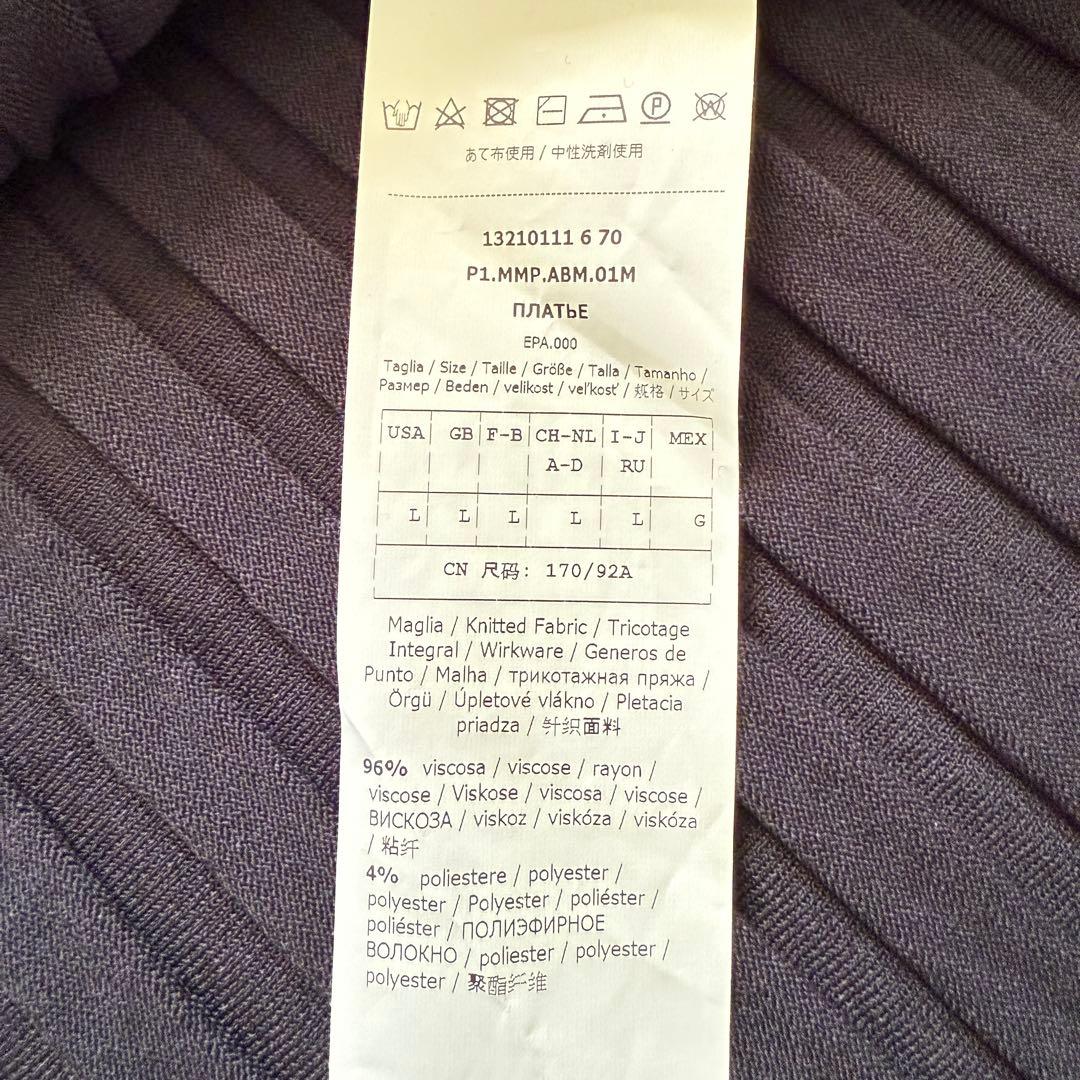 P
W
あて布使用 / 中性洗剤使用
13210111 6 70
P1.MMP.ABM.01M
ПЛАТЬЕ
EPA.000
Taglia / Size / Taille / Größe / Talla / Tamanho /
Размер / Beden / velikost / veľkosť / 规格 / サイズ
USA GB F-B CH-NL I-J MEX
A-D RU
L L L L L G
CN 尺码: 170/92A
Maglia / Knitted Fabric / Tricotage
Integral / Wirkware / Generos de
Punto / Malha / трикотажная пряжа /
Örgü / Úpletové vlákno / Pletacia
priadza / 针织面料
96% viscosa / viscose / rayon /
viscose / Viskose / viscosa / viscose /
ВИСКОЗА / viskoz / viskóza / viskóza
/ 粘纤
4% poliestere / polyester /
polyester / Polyester / poliéster /
poliéster / ПОЛИЭФИРНОЕ
ВОЛОКНО / poliester / polyester /
polyester / 聚酯纤维